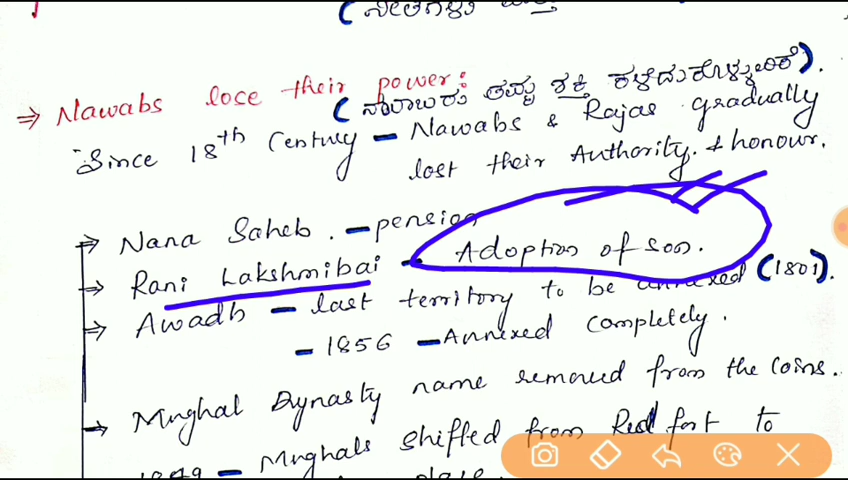 ⇒ Nawabs lose their power:
(ನವಾಬರು ತಮ್ಮ ಶಕ್ತಿ ಕಳೆದುಕೊಳ್ಳುವಿಕೆ).
Since 18th Century – Nawabs & Rajas gradually
lost their Authority. & honour.
→ Nana Saheb. – pension
→ Rani Lakshmibai – Adoption of son.
→ Awadh – last territory to be annexed (1801).
– 1856 – Annexed completely.
→ Mughal Dynasty name removed from the coins.
1849 – Mughals shiffed from Red fort to